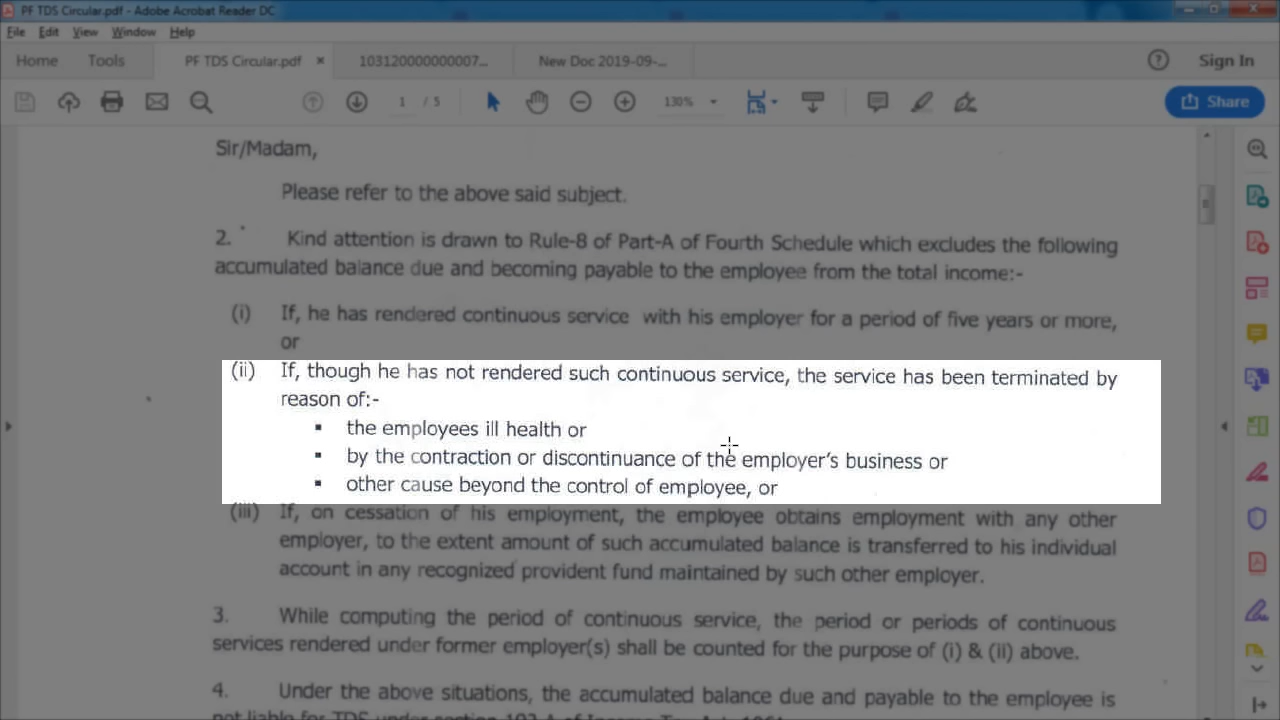 PF TDS Circular.pdf - Adobe Acrobat Reader DC
File Edit View Window Help
Home Tools PF TDS Circular.pdf × 103120000000007... New Doc 2019-09-... Sign In
1 / 5 130% Share
Sir/Madam,
Please refer to the above said subject.
2. Kind attention is drawn to Rule-8 of Part-A of Fourth Schedule which excludes the following
accumulated balance due and becoming payable to the employee from the total income:-
(i) If, he has rendered continuous service with his employer for a period of five years or more,
or
(ii) If, though he has not rendered such continuous service, the service has been terminated by
reason of:-
▪ the employees ill health or
▪ by the contraction or discontinuance of the employer's business or
▪ other cause beyond the control of employee, or
(iii) If, on cessation of his employment, the employee obtains employment with any other
employer, to the extent amount of such accumulated balance is transferred to his individual
account in any recognized provident fund maintained by such other employer.
3. While computing the period of continuous service, the period or periods of continuous
services rendered under former employer(s) shall be counted for the purpose of (i) & (ii) above.
4. Under the above situations, the accumulated balance due and payable to the employee is
not liable for TDS under section 192 A of Income Tax Act